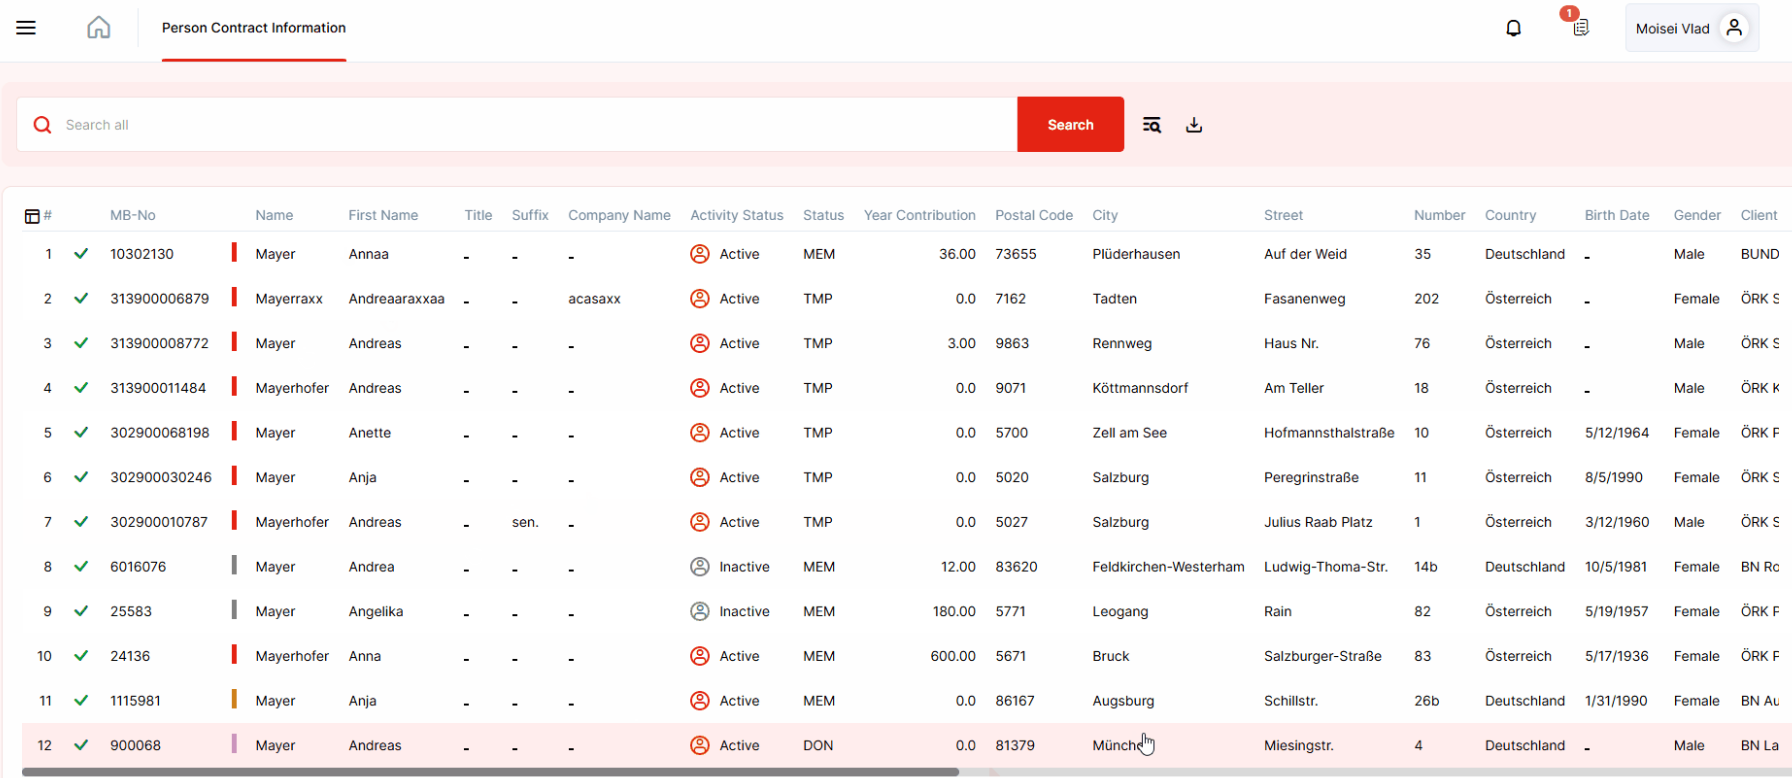 Person Contract Information
1
Moisei Vlad
Search all
Search
# MB-No Name First Name Title Suffix Company Name Activity Status Status Year Contribution Postal Code City Street Number Country Birth Date Gender Client
1 10302130 Mayer Annaa - - - Active MEM 36.00 73655 Plüderhausen Auf der Weid 35 Deutschland - Male BUND
2 313900006879 Mayerraxx Andreaaraxxaa - - acasaxx Active TMP 0.0 7162 Tadten Fasanenweg 202 Österreich - Female ÖRK S
3 313900008772 Mayer Andreas - - - Active TMP 3.00 9863 Rennweg Haus Nr. 76 Österreich - Male ÖRK S
4 313900011484 Mayerhofer Andreas - - - Active TMP 0.0 9071 Köttmannsdorf Am Teller 18 Österreich - Male ÖRK K
5 302900068198 Mayer Anette - - - Active TMP 0.0 5700 Zell am See Hofmannsthalstraße 10 Österreich 5/12/1964 Female ÖRK P
6 302900030246 Mayer Anja - - - Active TMP 0.0 5020 Salzburg Peregrinstraße 11 Österreich 8/5/1990 Female ÖRK S
7 302900010787 Mayerhofer Andreas - sen. - Active TMP 0.0 5027 Salzburg Julius Raab Platz 1 Österreich 3/12/1960 Male ÖRK S
8 6016076 Mayer Andrea - - - Inactive MEM 12.00 83620 Feldkirchen-Westerham Ludwig-Thoma-Str. 14b Deutschland 10/5/1981 Female BN Ro
9 25583 Mayer Angelika - - - Inactive MEM 180.00 5771 Leogang Rain 82 Österreich 5/19/1957 Female ÖRK P
10 24136 Mayerhofer Anna - - - Active MEM 600.00 5671 Bruck Salzburger-Straße 83 Österreich 5/17/1936 Female ÖRK P
11 1115981 Mayer Anja - - - Active MEM 0.0 86167 Augsburg Schillstr. 26b Deutschland 1/31/1990 Female BN Au
12 900068 Mayer Andreas - - - Active DON 0.0 81379 Münch Miesingstr. 4 Deutschland - Male BN La